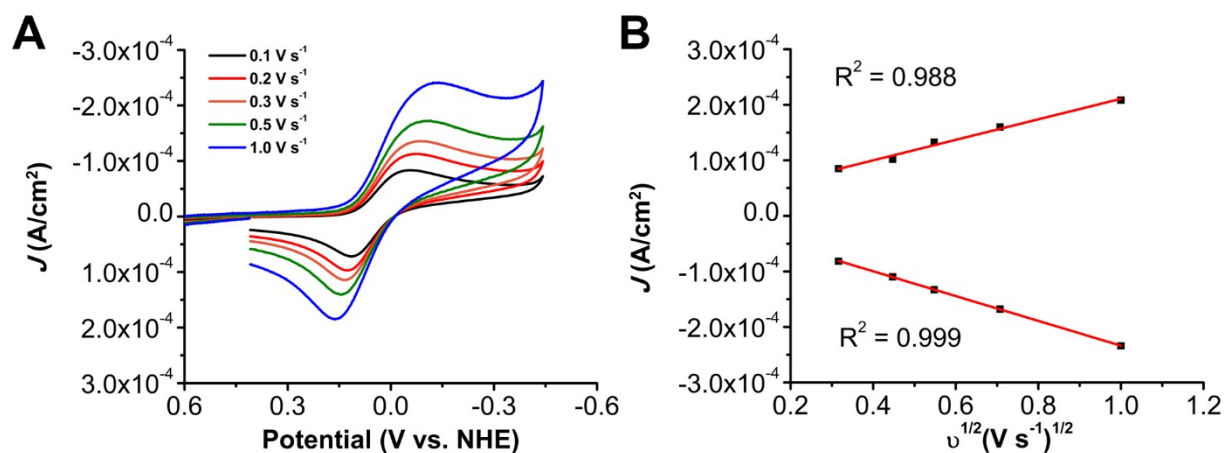 A
-3.0x10⁻⁴
-2.0x10⁻⁴
-1.0x10⁻⁴
0.0
1.0x10⁻⁴
2.0x10⁻⁴
3.0x10⁻⁴
J (A/cm²)
0.1 V s⁻¹
0.2 V s⁻¹
0.3 V s⁻¹
0.5 V s⁻¹
1.0 V s⁻¹
0.6 0.3 0.0 -0.3 -0.6
Potential (V vs. NHE)
B
3.0x10⁻⁴
2.0x10⁻⁴
1.0x10⁻⁴
0.0
-1.0x10⁻⁴
-2.0x10⁻⁴
-3.0x10⁻⁴
J (A/cm²)
R² = 0.988
R² = 0.999
0.2 0.4 0.6 0.8 1.0 1.2
υ¹ᐟ²(V s⁻¹)¹ᐟ²